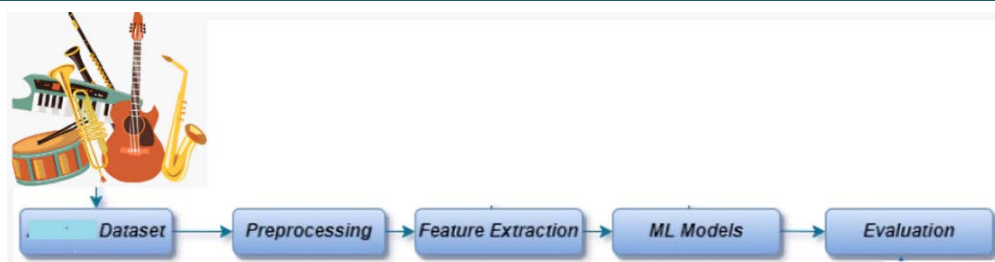 Dataset
Preprocessing
Feature Extraction
ML Models
Evaluation